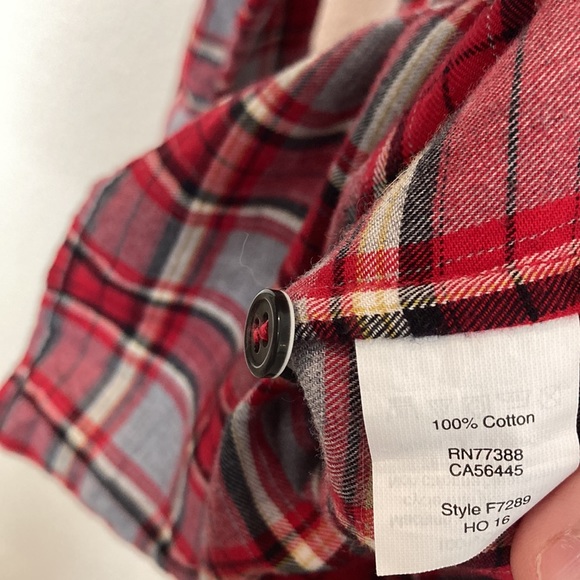 100% Cotton
RN77388
CA56445
Style F7289
HO 16